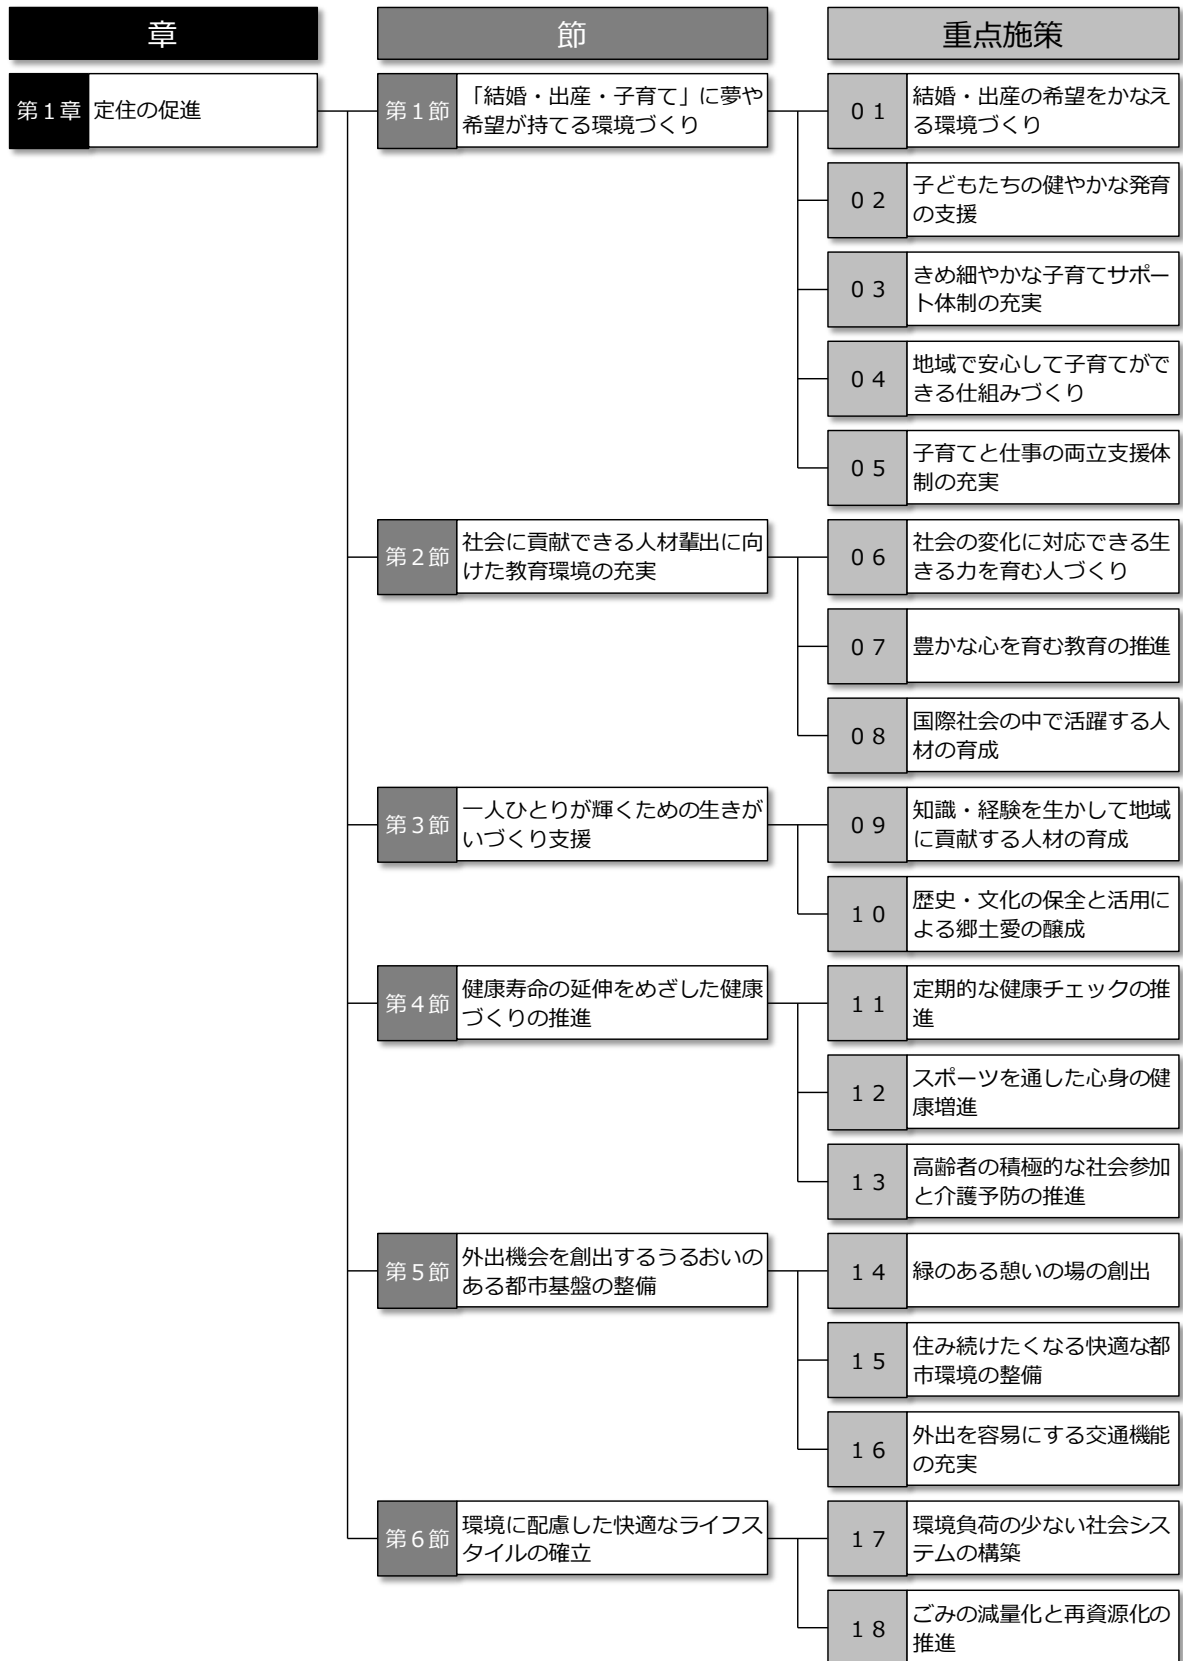 章
節
重点施策
第１章
定住の促進
第１節
「結婚・出産・子育て」に夢や
希望が持てる環境づくり
０１
結婚・出産の希望をかなえ
る環境づくり
０２
子どもたちの健やかな発育
の支援
０３
きめ細やかな子育てサポー
ト体制の充実
０４
地域で安心して子育てがで
きる仕組みづくり
０５
子育てと仕事の両立支援体
制の充実
第２節
社会に貢献できる人材輩出に向
けた教育環境の充実
０６
社会の変化に対応できる生
きる力を育む人づくり
０７
豊かな心を育む教育の推進
０８
国際社会の中で活躍する人
材の育成
第３節
一人ひとりが輝くための生きが
いづくり支援
０９
知識・経験を生かして地域
に貢献する人材の育成
１０
歴史・文化の保全と活用に
よる郷土愛の醸成
第４節
健康寿命の延伸をめざした健康
づくりの推進
１１
定期的な健康チェックの推
進
１２
スポーツを通した心身の健
康増進
１３
高齢者の積極的な社会参加
と介護予防の推進
第５節
外出機会を創出するうるおいの
ある都市基盤の整備
１４
緑のある憩いの場の創出
１５
住み続けたくなる快適な都
市環境の整備
１６
外出を容易にする交通機能
の充実
第６節
環境に配慮した快適なライフス
タイルの確立
１７
環境負荷の少ない社会シス
テムの構築
１８
ごみの減量化と再資源化の
推進